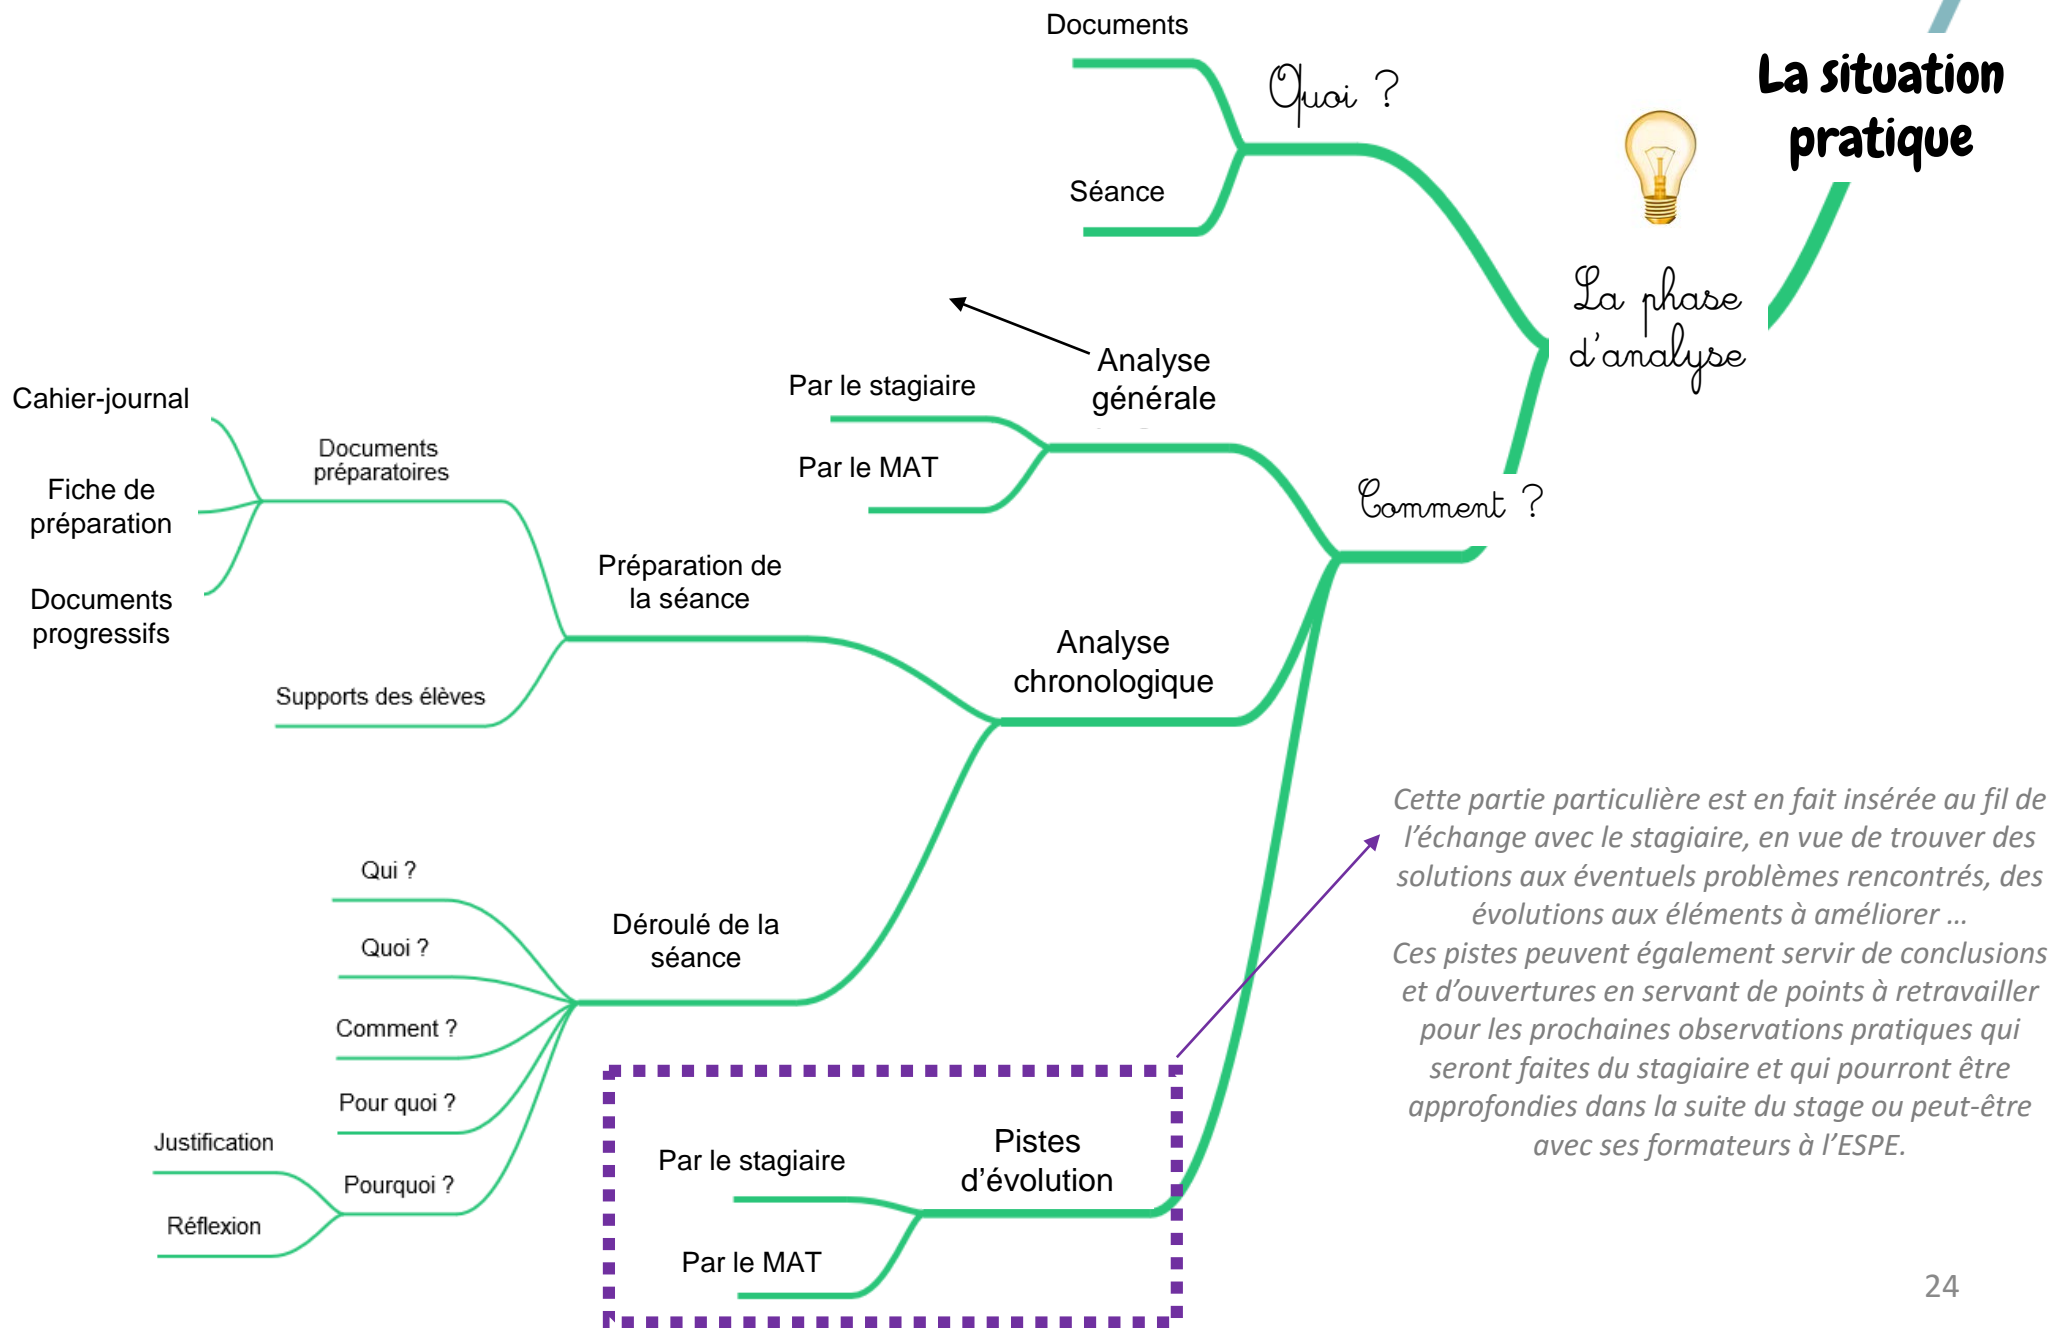 La situation
pratique
La phase
d'analyse
Quoi ?
Documents
Séance
Comment ?
Analyse
générale
Par le stagiaire
Par le MAT
Analyse
chronologique
Préparation de
la séance
Documents
préparatoires
Cahier-journal
Fiche de
préparation
Documents
progressifs
Supports des élèves
Déroulé de la
séance
Qui ?
Quoi ?
Comment ?
Pour quoi ?
Pourquoi ?
Justification
Réflexion
Pistes
d’évolution
Par le stagiaire
Par le MAT
Cette partie particulière est en fait insérée au fil de
l’échange avec le stagiaire, en vue de trouver des
solutions aux éventuels problèmes rencontrés, des
évolutions aux éléments à améliorer …
Ces pistes peuvent également servir de conclusions
et d’ouvertures en servant de points à retravailler
pour les prochaines observations pratiques qui
seront faites du stagiaire et qui pourront être
approfondies dans la suite du stage ou peut-être
avec ses formateurs à l’ESPE.
24